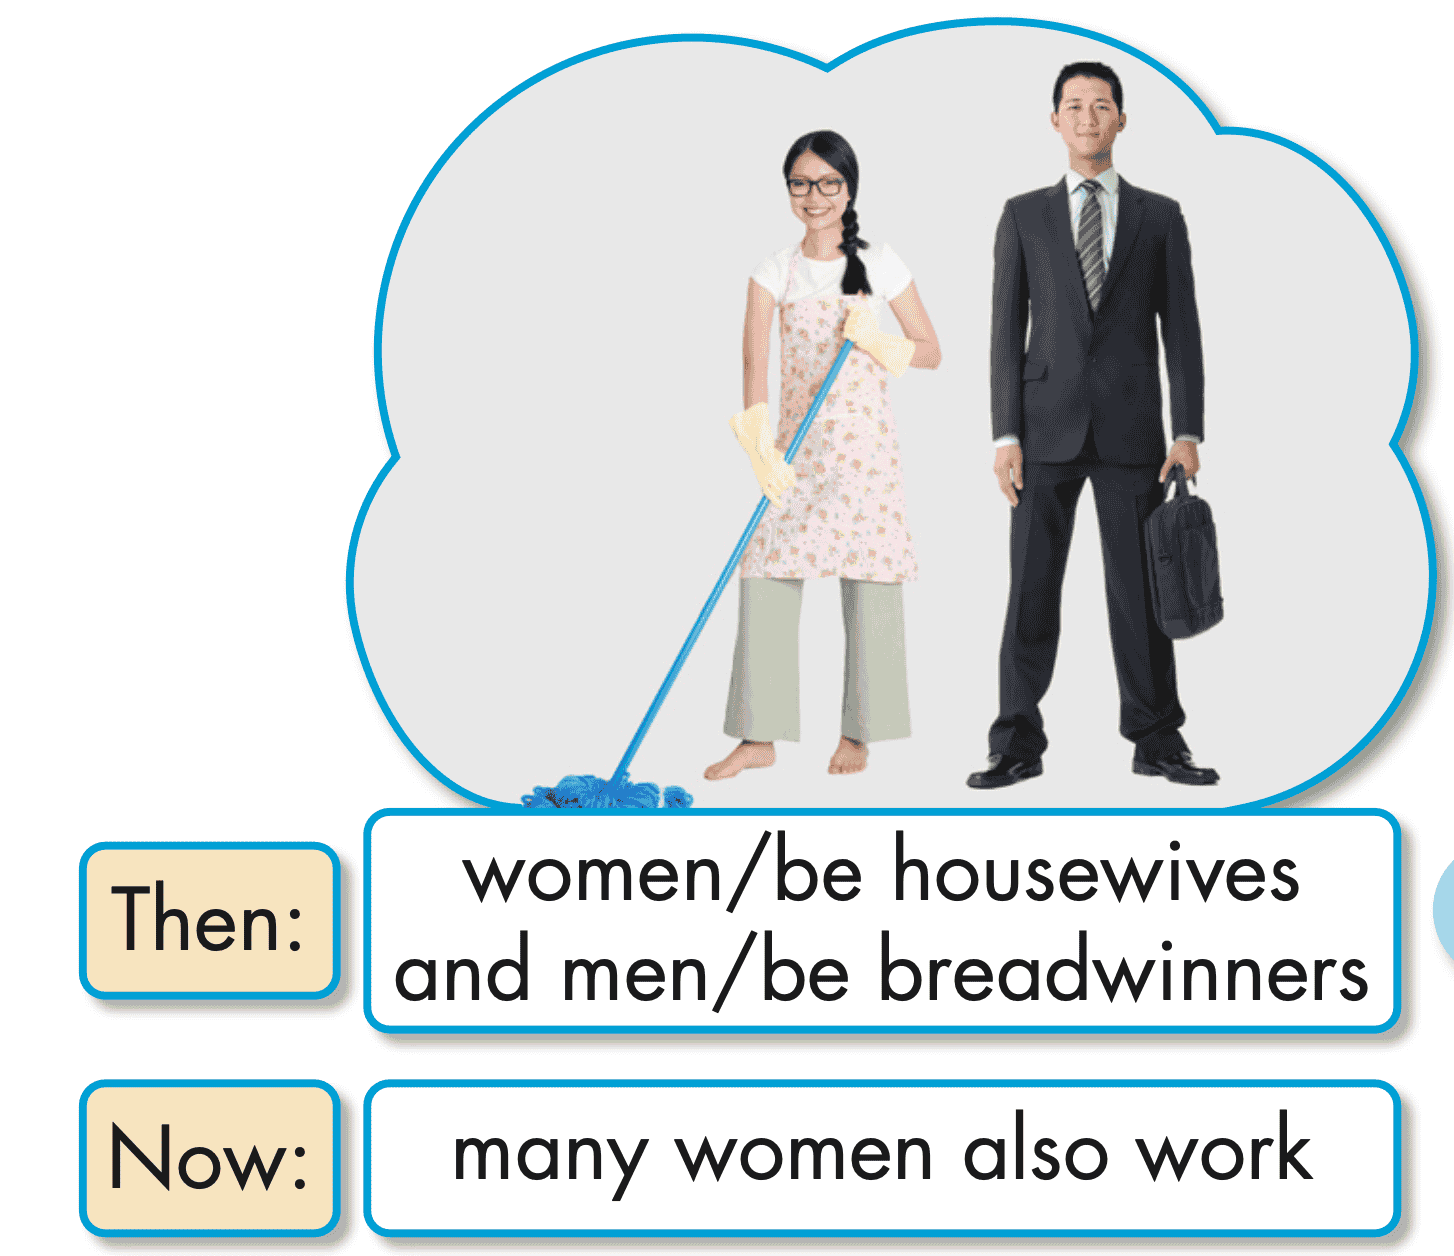 Then:
women/be housewives
and men/be breadwinners
Now:
many women also work